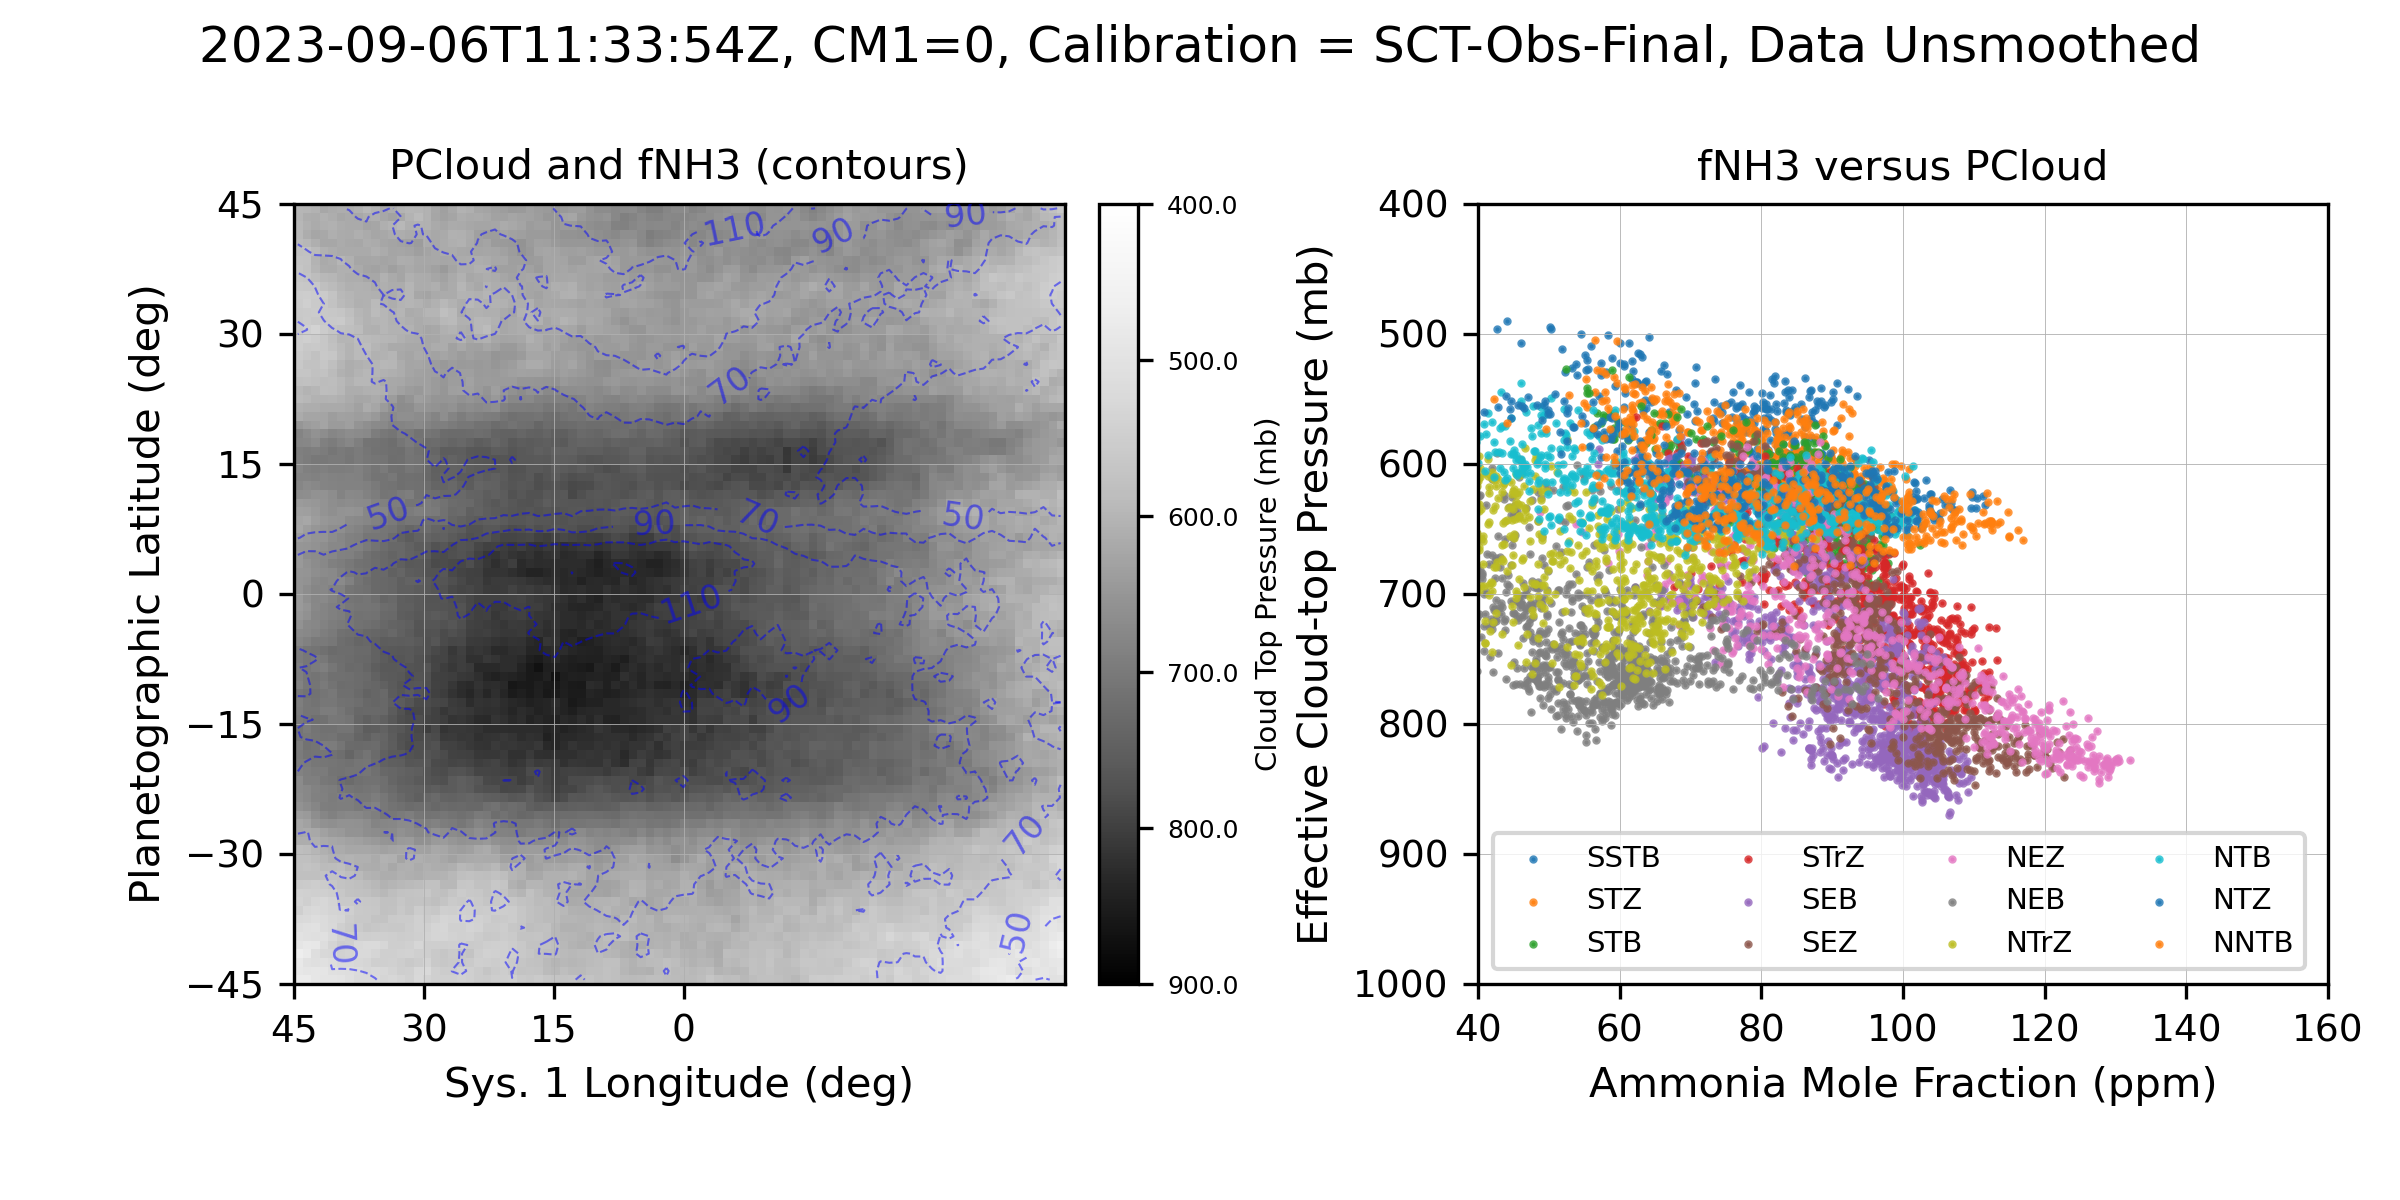 2023-09-06T11:33:54Z, CM1=0, Calibration = SCT-Obs-Final, Data Unsmoothed
PCloud and fNH3 (contours)
45
30
15
0
−15
−30
−45
Planetographic Latitude (deg)
45
30
15
0
Sys. 1 Longitude (deg)
110
90
90
70
50
90
70
50
110
90
70
70
50
400.0
500.0
600.0
700.0
800.0
900.0
Cloud Top Pressure (mb)
fNH3 versus PCloud
400
500
600
700
800
900
1000
Effective Cloud-top Pressure (mb)
40
60
80
100
120
140
160
Ammonia Mole Fraction (ppm)
SSTB
STZ
STB
STrZ
SEB
SEZ
NEZ
NEB
NTrZ
NTB
NTZ
NNTB